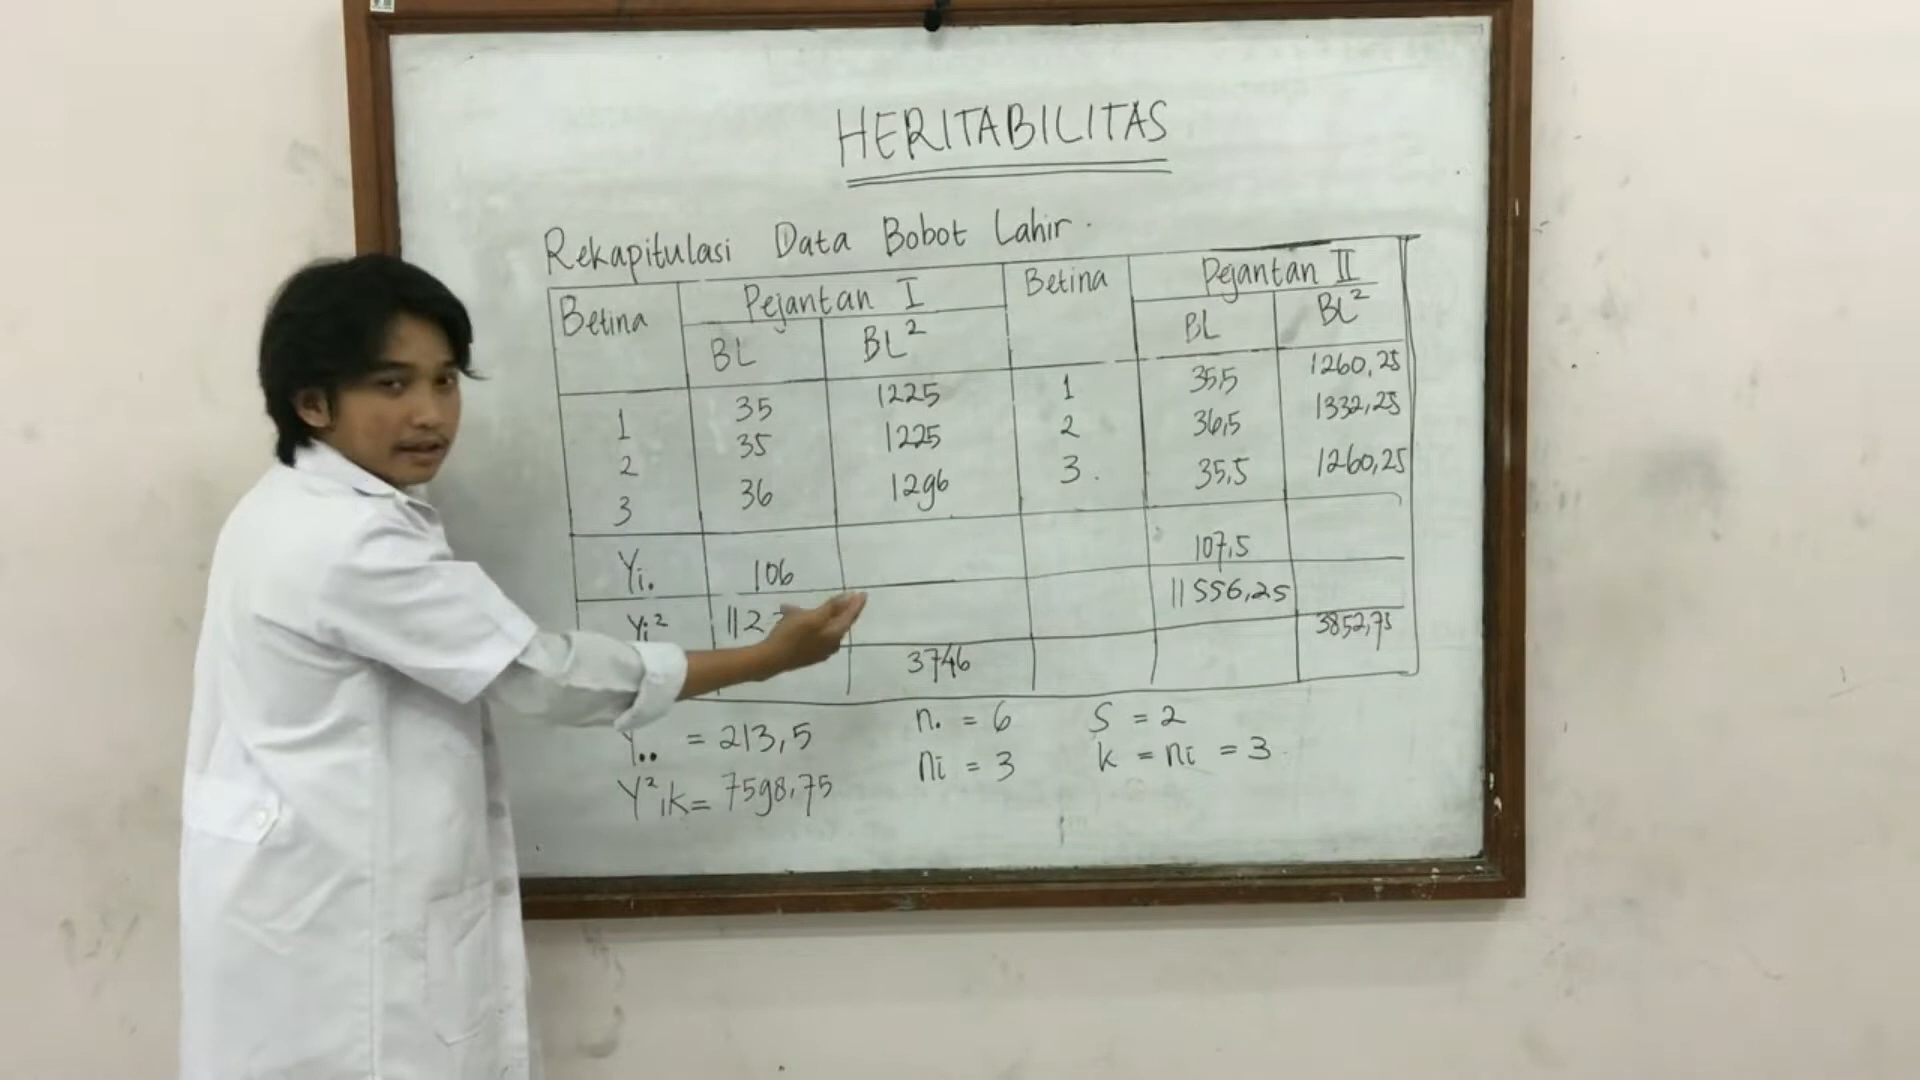 HERITABILITAS
Rekapitulasi Data Bobot Lahir.
Betina Pejantan I Betina Pejantan II
BL BL² BL BL²
1 35 1225 1 35,5 1260,25
2 35 1225 2 36,5 1332,25
3 36 1296 3. 35,5 1260,25
Yi. 106 107,5
Yi² 112 11556,25
3746 3852,75
Y.. = 213,5 n. = 6 S = 2
Y²ik = 7598,75 ni = 3 k = ni = 3